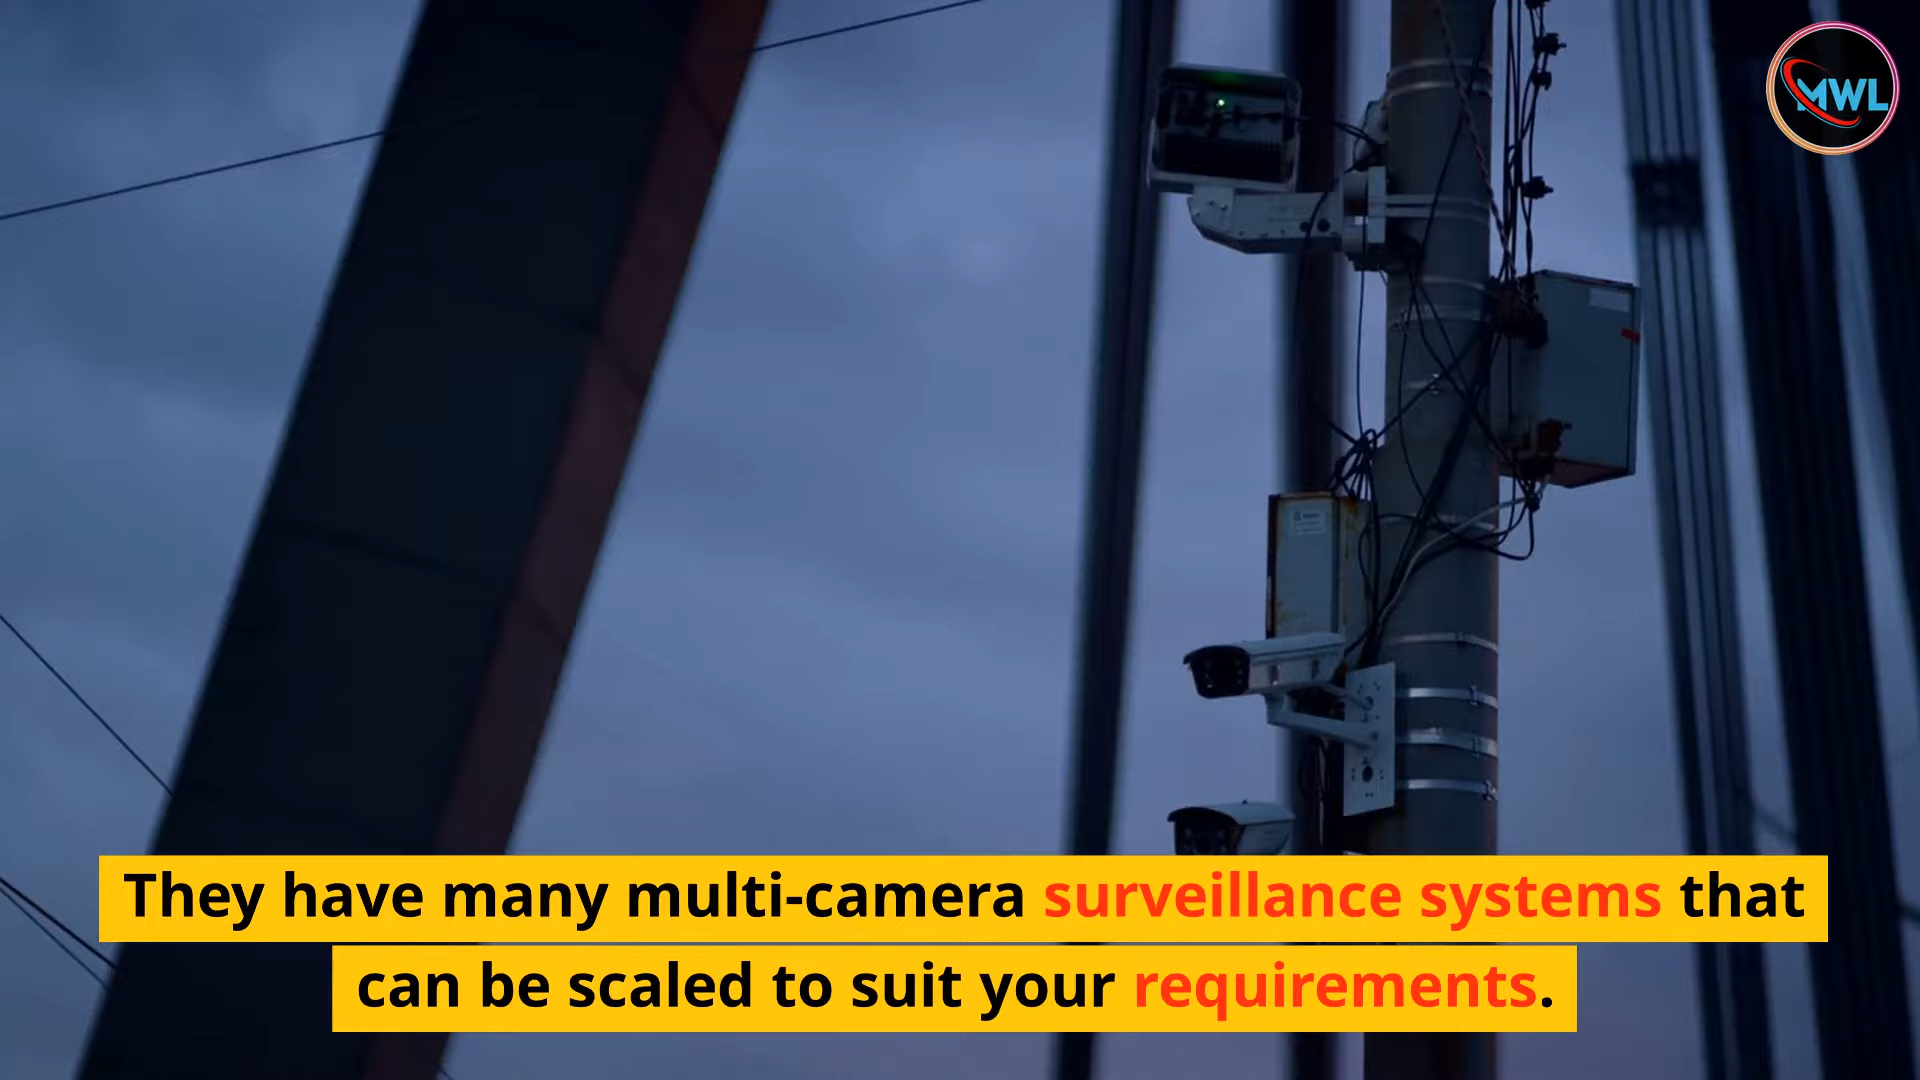 MWL
They have many multi-camera surveillance systems that
can be scaled to suit your requirements.